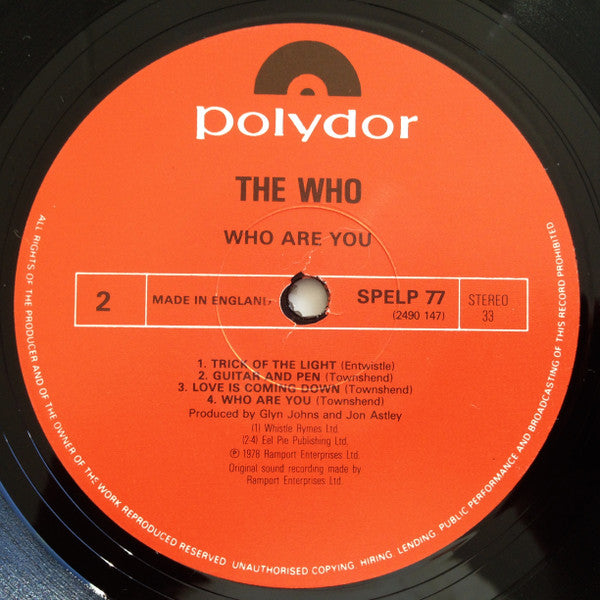 polydor
THE WHO
WHO ARE YOU
2
MADE IN ENGLAND
SPELP 77
(2490 147)
STEREO
33
1. TRICK OF THE LIGHT (Entwistle)
2. GUITAR AND PEN (Townshend)
3. LOVE IS COMING DOWN (Townshend)
4. WHO ARE YOU (Townshend)
Produced by Glyn Johns and Jon Astley
(1) Whistle Rymes Ltd.
(2-4) Eel Pie Publishing Ltd.
℗ 1978 Ramport Enterprises Ltd.
Original sound recording made by
Ramport Enterprises Ltd.
ALL RIGHTS OF THE PRODUCER AND OF THE OWNER OF THE WORK REPRODUCED RESERVED. UNAUTHORISED COPYING. HIRING. LENDING. PUBLIC PERFORMANCE AND BROADCASTING OF THIS RECORD PROHIBITED